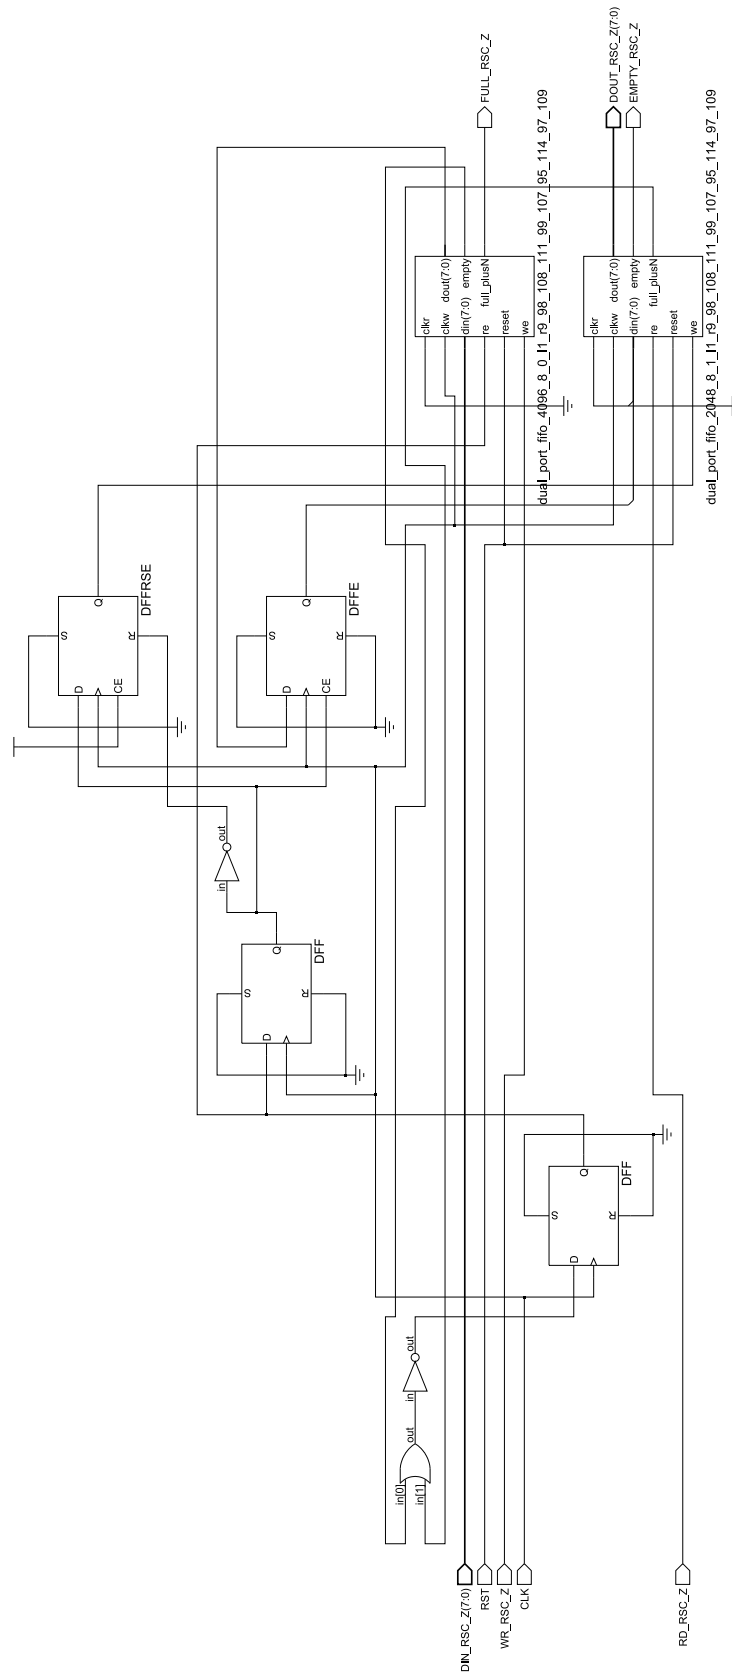 S
D Q
CE
R
DFFRSE
in out
S
D Q
R
DFF
S
D Q
CE
R
DFFE
in[0]
in[1]
out
in out
clkr
clkw dout(7:0)
din(7:0) empty
re full_plusN
reset
we
dual_port_fifo_4096_8_0_l1_r9_98_108_111_99_107_95_114_97_109
FULL_RSC_Z
DIN_RSC_Z(7:0)
RST
WR_RSC_Z
CLK
S
D Q
R
DFF
clkr
clkw dout(7:0)
din(7:0) empty
re full_plusN
reset
we
dual_port_fifo_2048_8_1_l1_r9_98_108_111_99_107_95_114_97_109
DOUT_RSC_Z(7:0)
EMPTY_RSC_Z
RD_RSC_Z